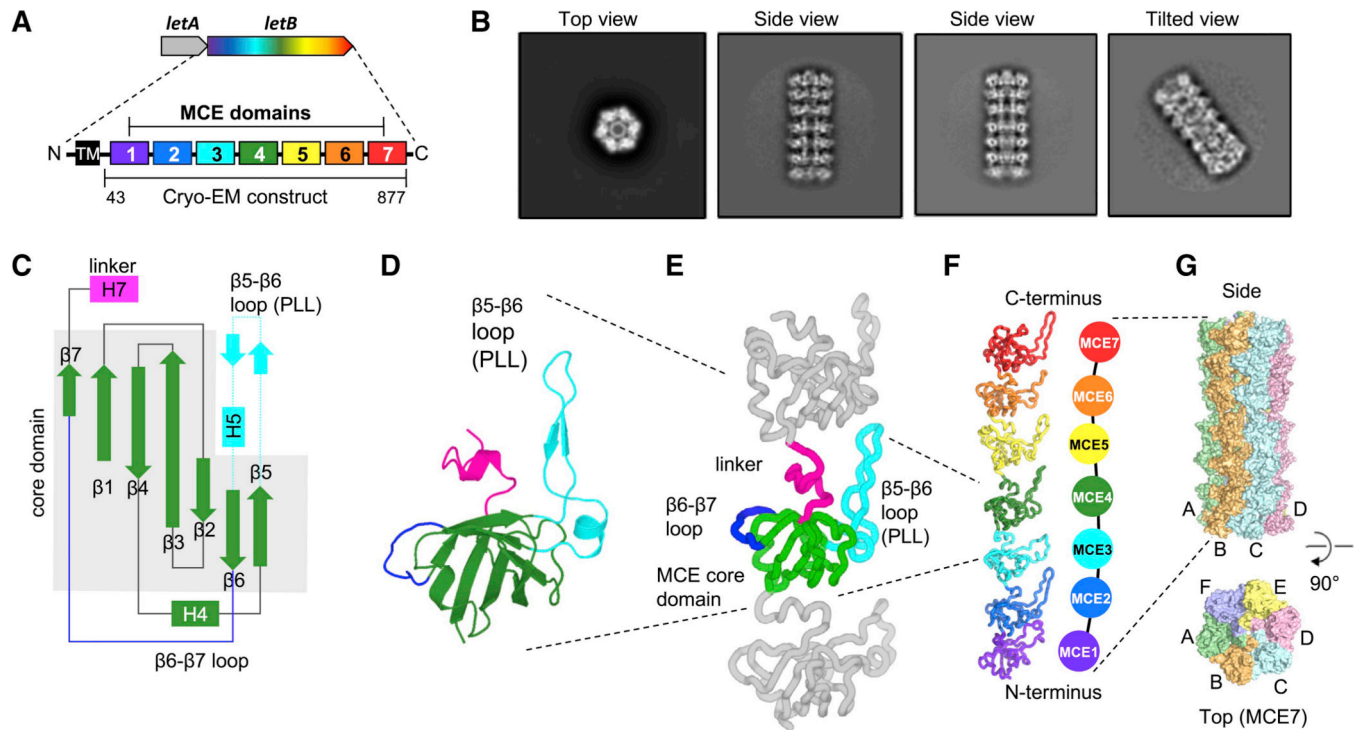 A
letA
letB
MCE domains
N
TM
1
2
3
4
5
6
7
C
43
Cryo-EM construct
877
B
Top view
Side view
Side view
Tilted view
C
linker
H7
β5-β6
loop (PLL)
β7
core domain
H5
β1
β4
β3
β2
β5
β6
H4
β6-β7 loop
D
β5-β6
loop
(PLL)
E
linker
β6-β7
loop
β5-β6
loop
(PLL)
MCE core
domain
F
C-terminus
MCE7
MCE6
MCE5
MCE4
MCE3
MCE2
MCE1
N-terminus
G
Side
A
B
C
D
90°
F
E
A
D
B
C
Top (MCE7)